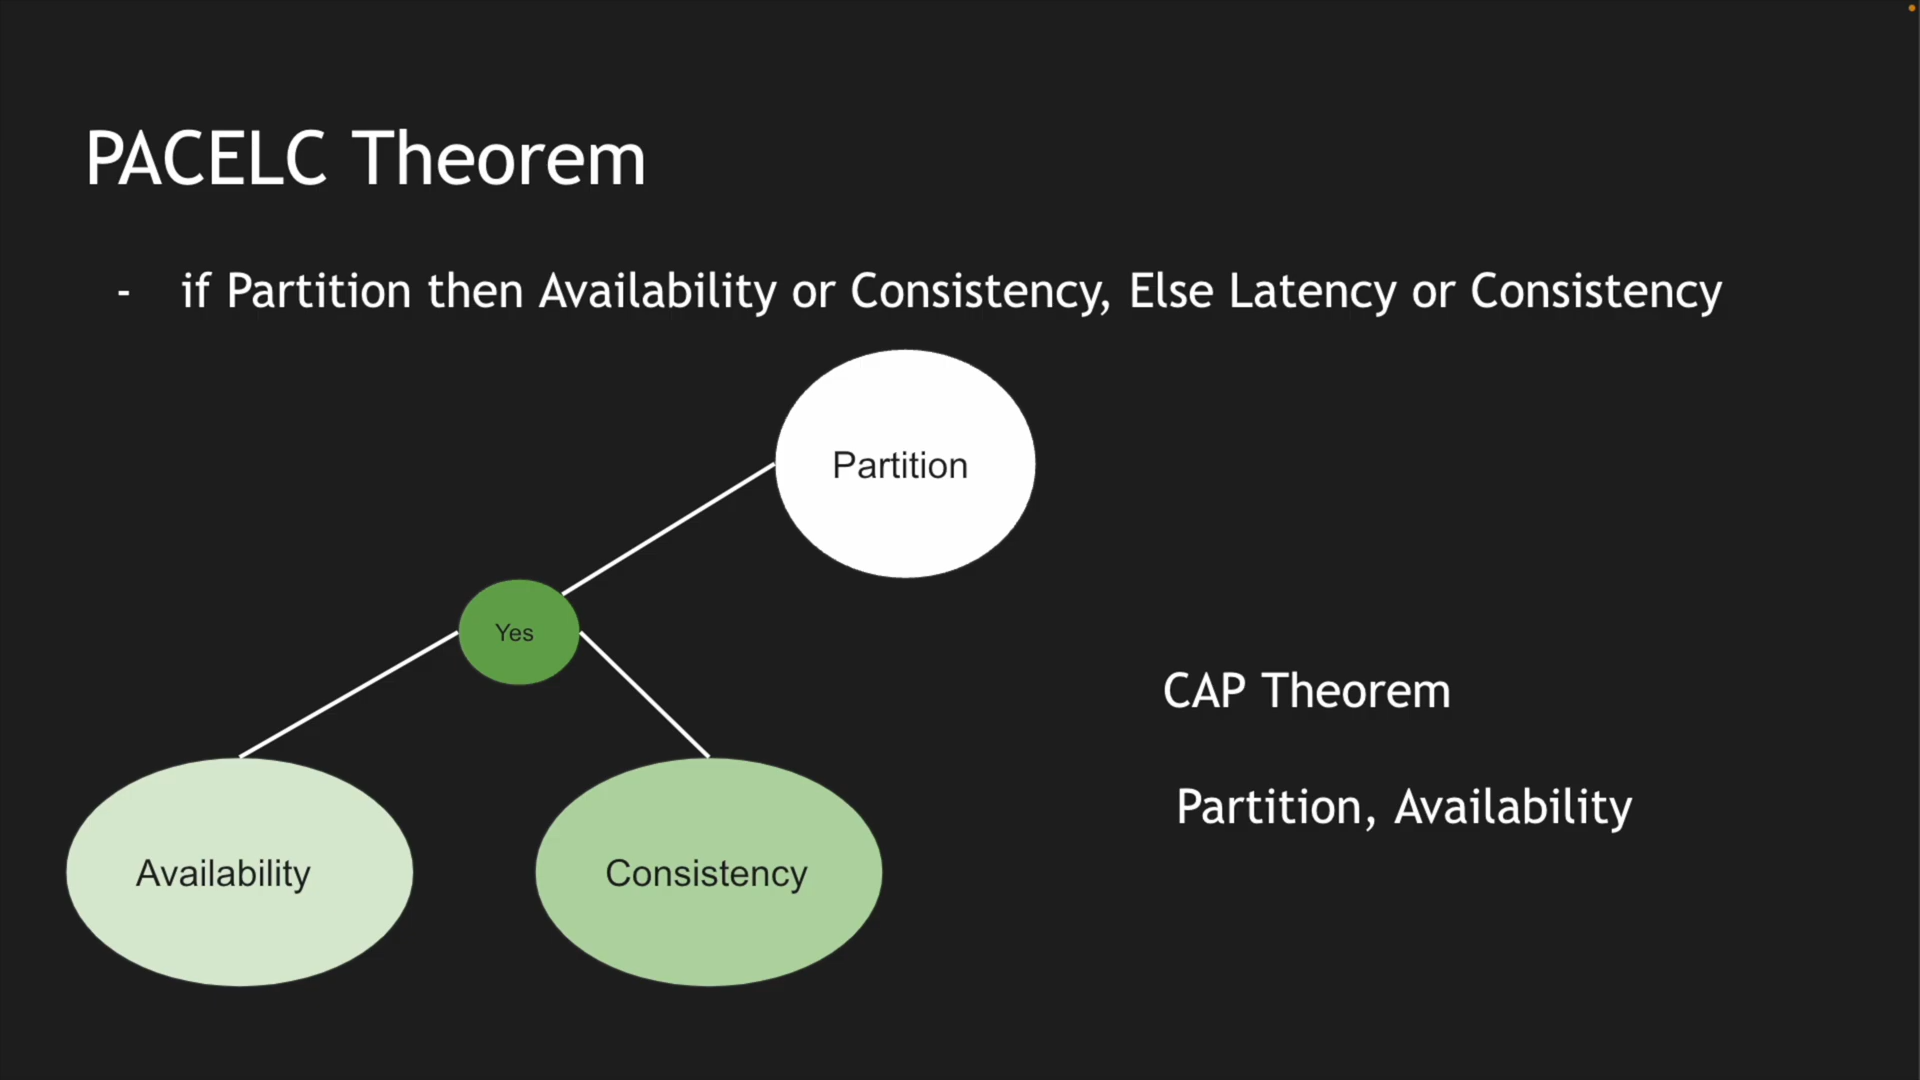 PACELC Theorem
- if Partition then Availability or Consistency, Else Latency or Consistency
Partition
Yes
Availability
Consistency
CAP Theorem
Partition, Availability